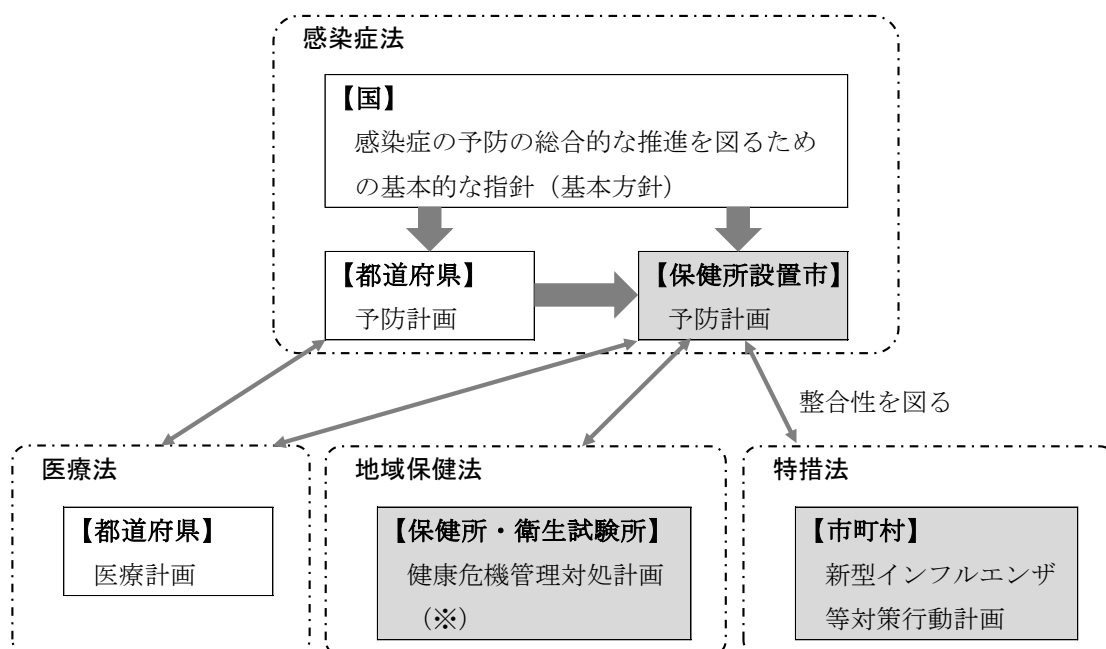 感染症法
【国】
感染症の予防の総合的な推進を図るため
の基本的な指針（基本方針）
【都道府県】
予防計画
【保健所設置市】
予防計画
整合性を図る
医療法
【都道府県】
医療計画
地域保健法
【保健所・衛生試験所】
健康危機管理対処計画
（※）
特措法
【市町村】
新型インフルエンザ
等対策行動計画